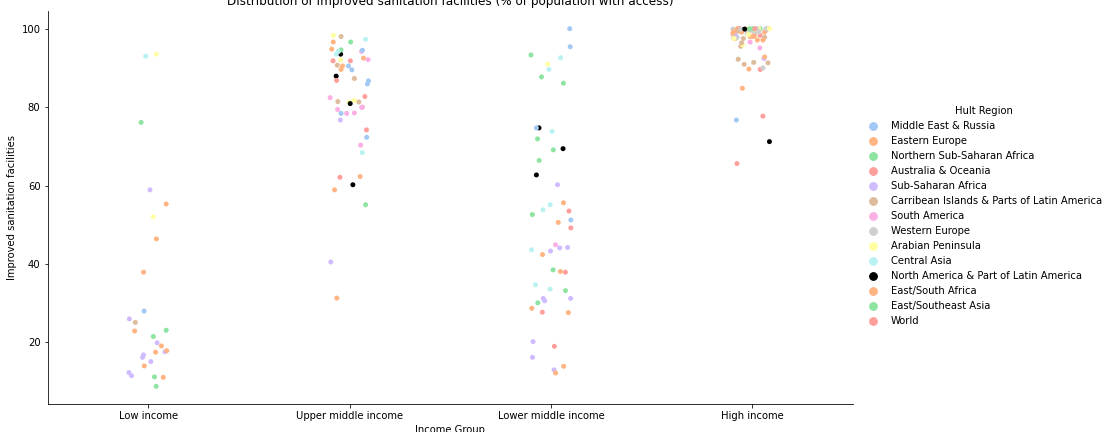 Distribution of improved sanitation facilities (% of population with access)
100
80
60
40
20
Improved sanitation facilities
Low income
Upper middle income
Lower middle income
High income
Income Group
Hult Region
Middle East & Russia
Eastern Europe
Northern Sub-Saharan Africa
Australia & Oceania
Sub-Saharan Africa
Carribean Islands & Parts of Latin America
South America
Western Europe
Arabian Peninsula
Central Asia
North America & Part of Latin America
East/South Africa
East/Southeast Asia
World